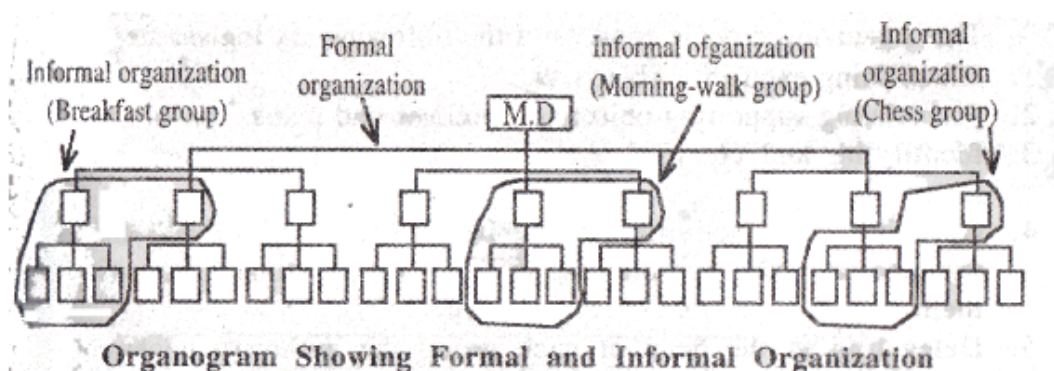 Informal organization
(Breakfast group)
Formal
organization
Informal ofganization
(Morning-walk group)
Informal
organization
(Chess group)
M.D
Organogram Showing Formal and Informal Organization